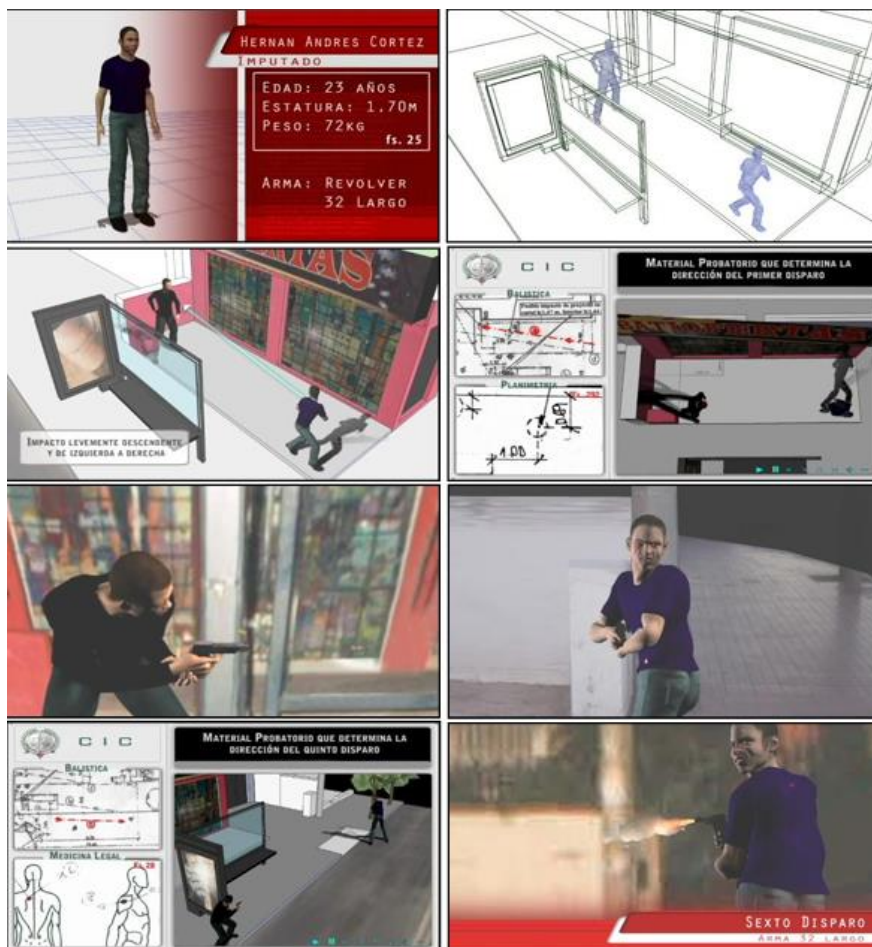 HERNAN ANDRES CORTEZ
IMPUTADO
EDAD: 23 AÑOS
ESTATURA: 1,70M
PESO: 72KG
fs. 25
ARMA: REVOLVER
32 LARGO
IMPACTO LEVEMENTE DESCENDENTE
Y DE IZQUIERDA A DERECHA
CIC
MATERIAL PROBATORIO QUE DETERMINA LA
DIRECCIÓN DEL PRIMER DISPARO
BALISTICA
PLANIMETRIA
1.00
CIC
MATERIAL PROBATORIO QUE DETERMINA LA
DIRECCIÓN DEL QUINTO DISPARO
BALISTICA
MEDICINA LEGAL
Fs. 28
SEXTO DISPARO
ARMA 32 LARGO